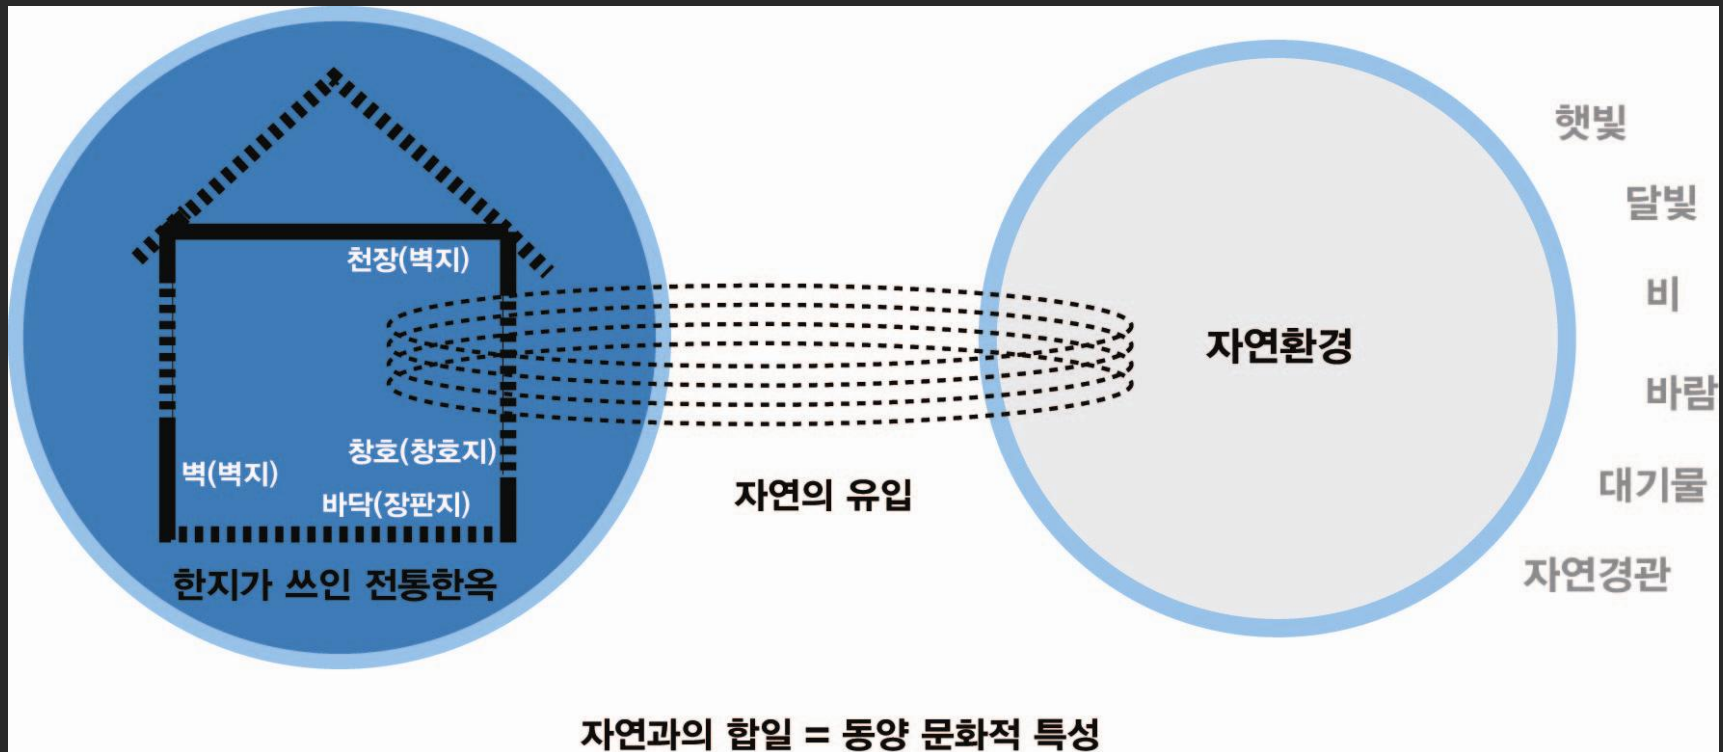 천장(벽지)
창호(창호지)
벽(벽지)
바닥(장판지)
한지가 쓰인 전통한옥
자연의 유입
자연환경
햇빛
달빛
비
바람
대기물
자연경관
자연과의 합일 = 동양 문화적 특성